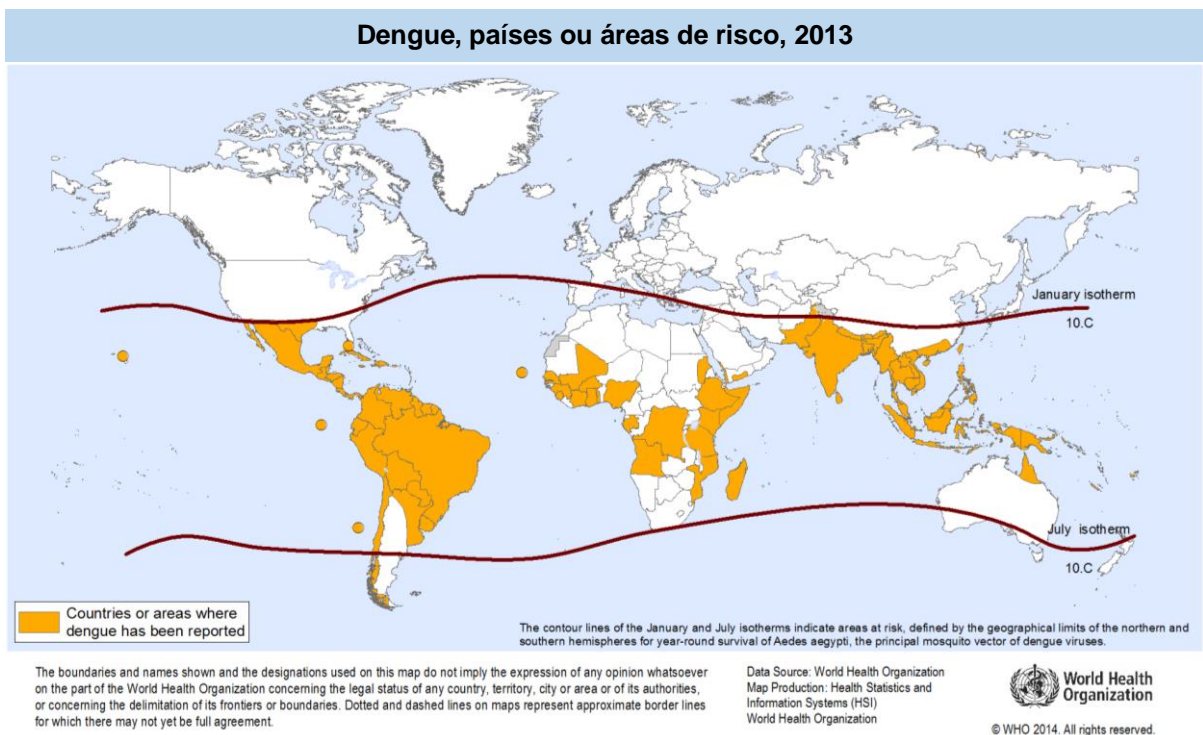 Dengue, países ou áreas de risco, 2013
January isotherm
10.C
July isotherm
10.C
Countries or areas where
dengue has been reported
The contour lines of the January and July isotherms indicate areas at risk, defined by the geographical limits of the northern and
southern hemispheres for year-round survival of Aedes aegypti, the principal mosquito vector of dengue viruses.
The boundaries and names shown and the designations used on this map do not imply the expression of any opinion whatsoever
on the part of the World Health Organization concerning the legal status of any country, territory, city or area or of its authorities,
or concerning the delimitation of its frontiers or boundaries. Dotted and dashed lines on maps represent approximate border lines
for which there may not yet be full agreement.
Data Source: World Health Organization
Map Production: Health Statistics and
Information Systems (HSI)
World Health Organization
World Health
Organization
© WHO 2014. All rights reserved.